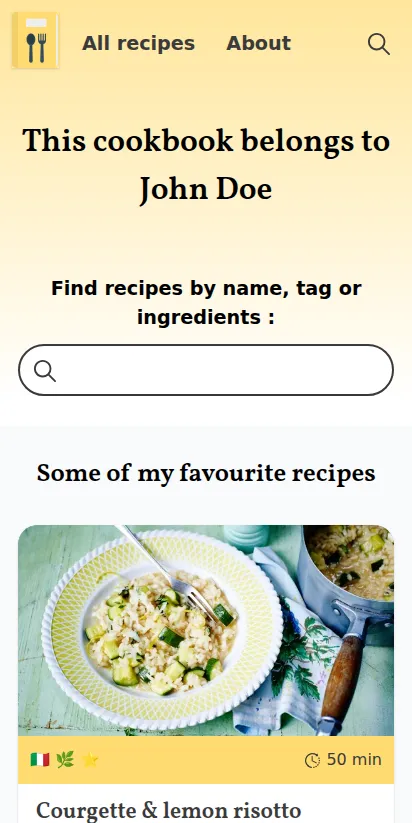 All recipes About
This cookbook belongs to
John Doe
Find recipes by name, tag or
ingredients :
Some of my favourite recipes
50 min
Courgette & lemon risotto